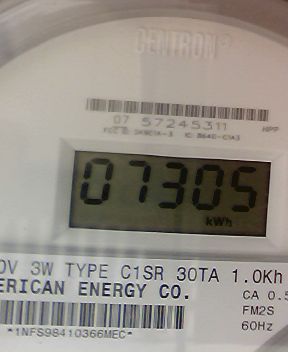 CENTRON®
07 57245311
HPP
07305
kWh
0V 3W TYPE C1SR 30TA 1.0Kh
ERICAN ENERGY CO.
CA 0.5
FM2S
60Hz
*1NFS98410366MEC*